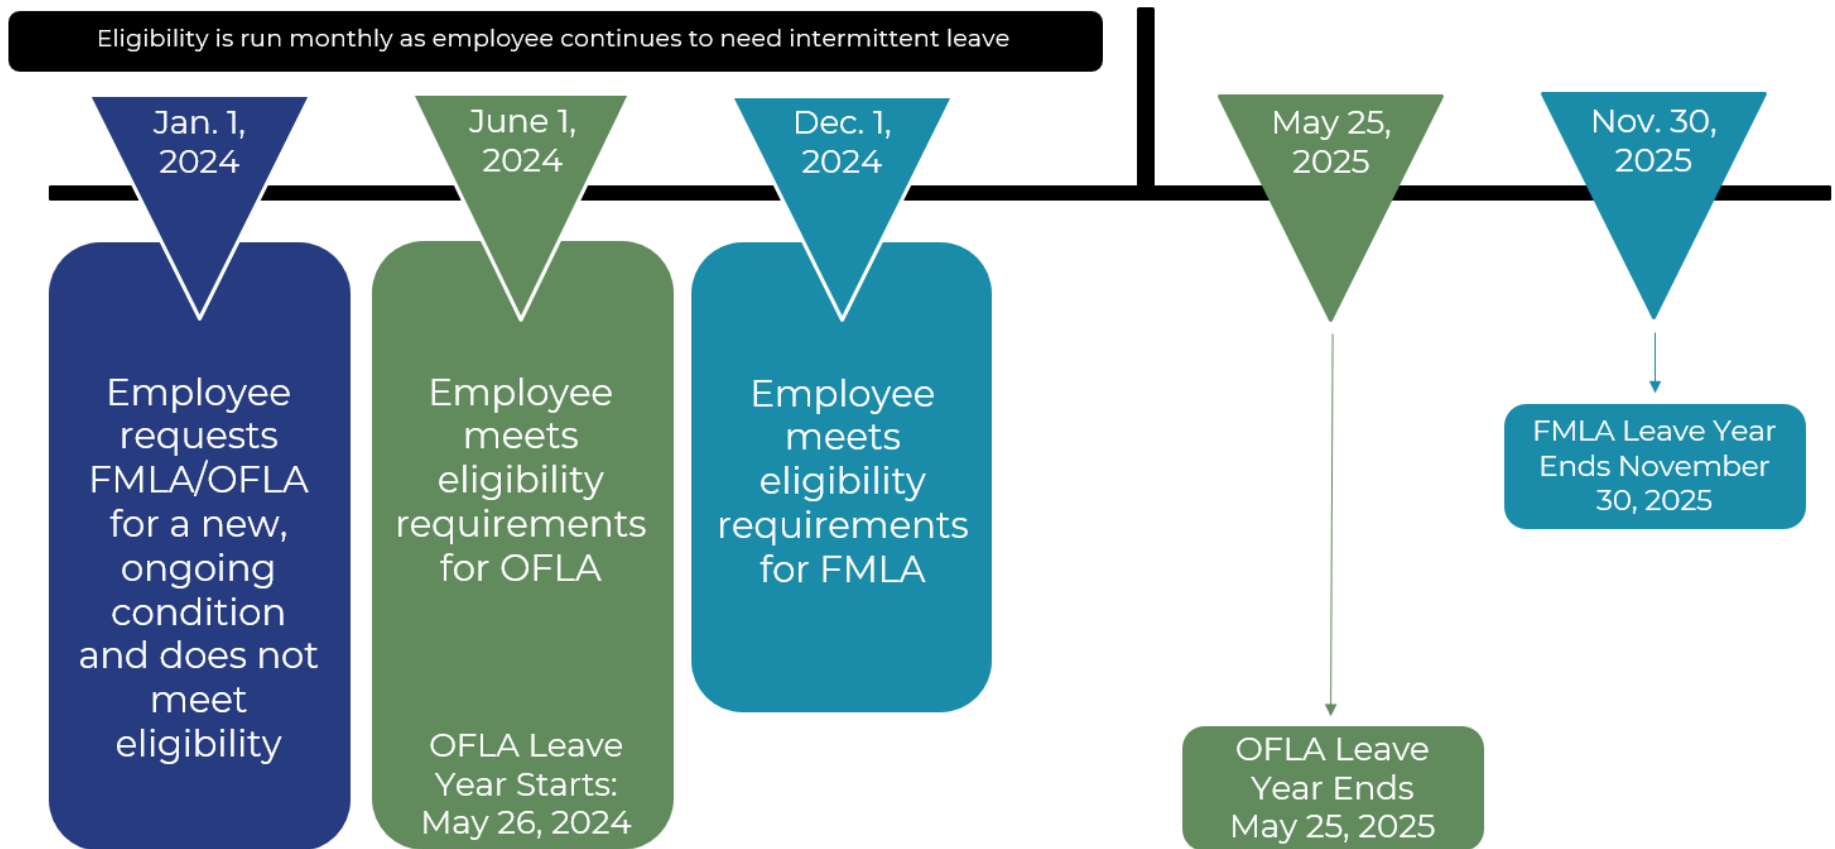 Eligibility is run monthly as employee continues to need intermittent leave
Jan. 1,
2024
June 1,
2024
Dec. 1,
2024
May 25,
2025
Nov. 30,
2025
Employee
requests
FMLA/OFLA
for a new,
ongoing
condition
and does not
meet
eligibility
Employee
meets
eligibility
requirements
for OFLA
OFLA Leave
Year Starts:
May 26, 2024
Employee
meets
eligibility
requirements
for FMLA
OFLA Leave
Year Ends
May 25, 2025
FMLA Leave Year
Ends November
30, 2025